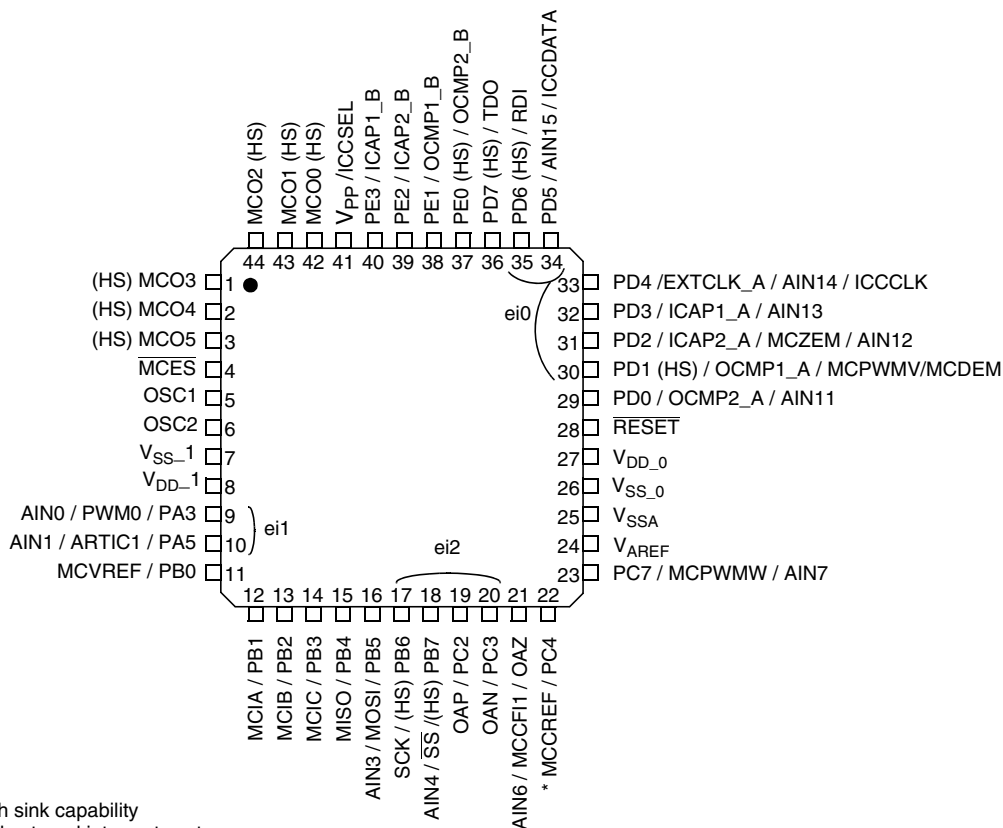 MCO2 (HS)
MCO1 (HS)
MCO0 (HS)
VPP /ICCSEL
PE3 / ICAP1_B
PE2 / ICAP2_B
PE1 / OCMP1_B
PE0 (HS) / OCMP2_B
PD7 (HS) / TDO
PD6 (HS) / RDI
PD5 / AIN15 / ICCDATA
44 43 42 41 40 39 38 37 36 35 34
(HS) MCO3 1
(HS) MCO4 2
(HS) MCO5 3
MCES 4
OSC1 5
OSC2 6
VSS_1 7
VDD_1 8
AIN0 / PWM0 / PA3 9
AIN1 / ARTIC1 / PA5 10
MCVREF / PB0 11
ei1
ei0
ei2
33 PD4 /EXTCLK_A / AIN14 / ICCCLK
32 PD3 / ICAP1_A / AIN13
31 PD2 / ICAP2_A / MCZEM / AIN12
30 PD1 (HS) / OCMP1_A / MCPWMV/MCDEM
29 PD0 / OCMP2_A / AIN11
28 RESET
27 VDD_0
26 VSS_0
25 VSSA
24 VAREF
23 PC7 / MCPWMW / AIN7
12 13 14 15 16 17 18 19 20 21 22
MCIA / PB1
MCIB / PB2
MCIC / PB3
MISO / PB4
AIN3 / MOSI / PB5
SCK / (HS) PB6
AIN4 / SS /(HS) PB7
OAP / PC2
OAN / PC3
AIN6 / MCCFI1 / OAZ
* MCCREF / PC4
sink capability